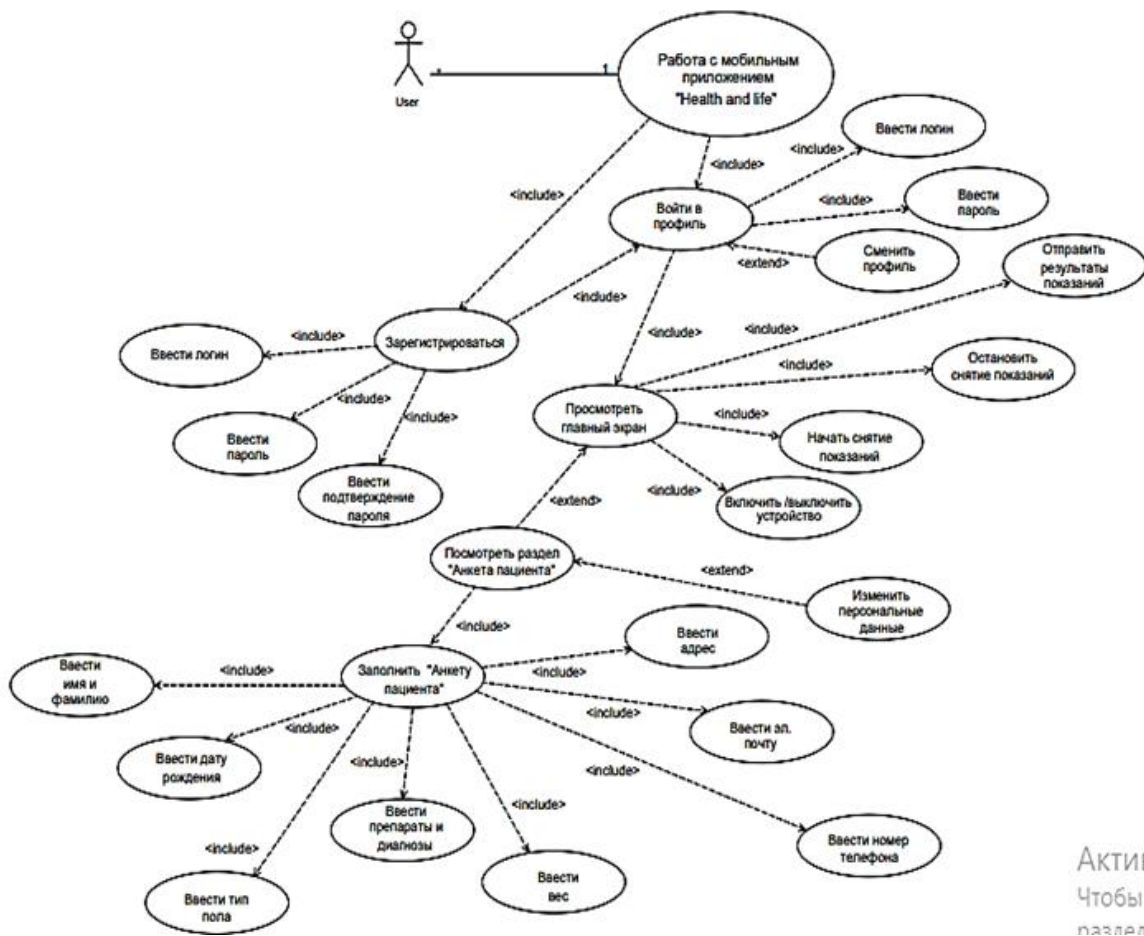 User
*
1
Работа с мобильным
приложением
"Health and life"
<include>
<include>
<include>
Ввести логин
<include>
Ввести
пароль
Войти в
профиль
<extend>
Сменить
профиль
Отправить
результаты
показаний
<include>
<include>
<include>
Зарегистрироваться
<include>
Ввести логин
<include>
Остановить
снятие показаний
<include>
Ввести
пароль
<include>
Ввести
подтверждение
пароля
Просмотреть
главный экран
<include>
Начать снятие
показаний
<include>
Включить /выключить
устройство
<extend>
Посмотреть раздел
"Анкета пациента"
<extend>
Изменить
персональные
данные
<include>
Заполнить "Анкету
пациента"
Ввести
адрес
<include>
<include>
Ввести
имя и
фамилию
<include>
Ввести эл.
почту
<include>
Ввести дату
рождения
<include>
<include>
Ввести
препараты и
диагнозы
<include>
<include>
Ввести номер
телефона
Ввести тип
пола
Ввести
вес
Чтобы